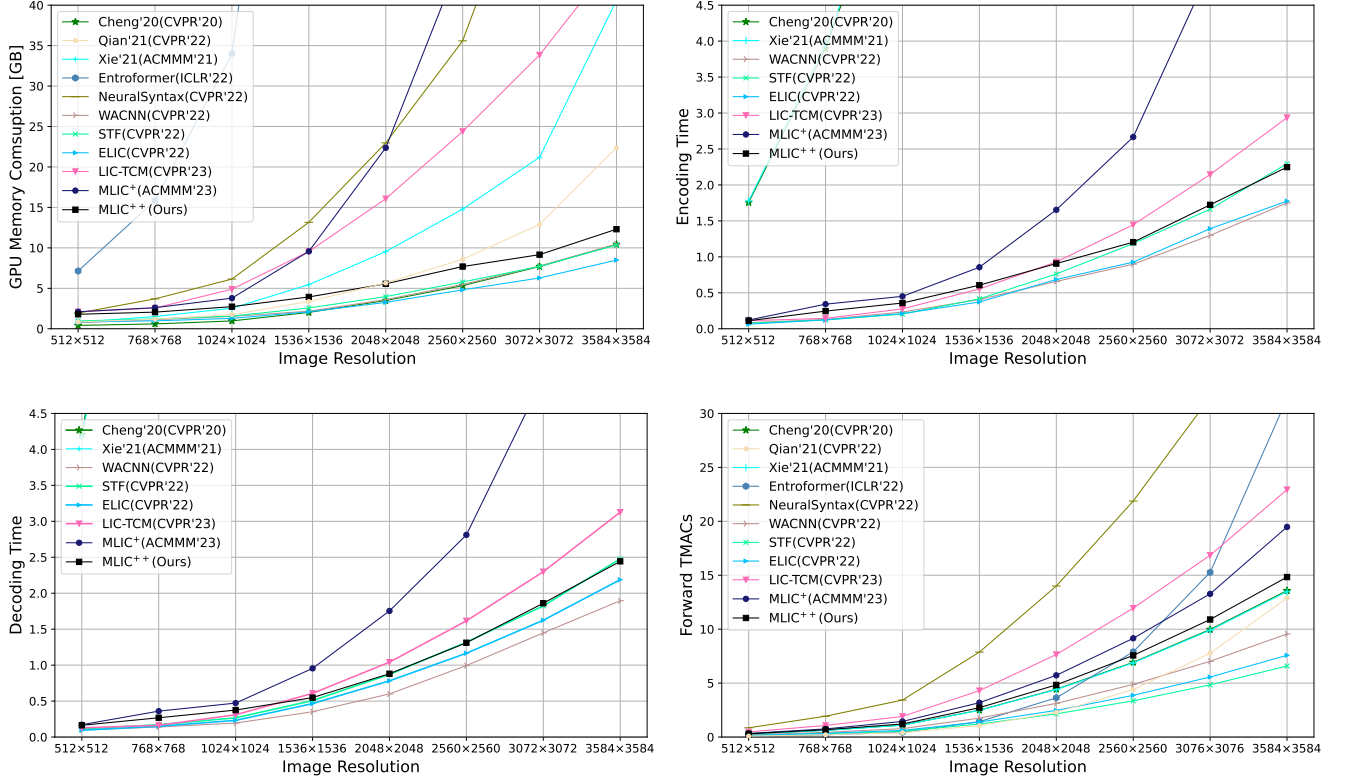 GPU Memory Comsuption [GB]
40
35
30
25
20
15
10
5
0
Cheng'20(CVPR'20)
Qian'21(CVPR'22)
Xie'21(ACMMM'21)
Entroformer(ICLR'22)
NeuralSyntax(CVPR'22)
WACNN(CVPR'22)
STF(CVPR'22)
ELIC(CVPR'22)
LIC-TCM(CVPR'23)
MLIC⁺(ACMMM'23)
MLIC⁺⁺(Ours)
512×512 768×768 1024×1024 1536×1536 2048×2048 2560×2560 3072×3072 3584×3584
Image Resolution
Encoding Time
4.5
4.0
3.5
3.0
2.5
2.0
1.5
1.0
0.5
0.0
Cheng'20(CVPR'20)
Xie'21(ACMMM'21)
WACNN(CVPR'22)
STF(CVPR'22)
ELIC(CVPR'22)
LIC-TCM(CVPR'23)
MLIC⁺(ACMMM'23)
MLIC⁺⁺(Ours)
512×512 768×768 1024×1024 1536×1536 2048×2048 2560×2560 3072×3072 3584×3584
Image Resolution
Decoding Time
4.5
4.0
3.5
3.0
2.5
2.0
1.5
1.0
0.5
0.0
Cheng'20(CVPR'20)
Xie'21(ACMMM'21)
WACNN(CVPR'22)
STF(CVPR'22)
ELIC(CVPR'22)
LIC-TCM(CVPR'23)
MLIC⁺(ACMMM'23)
MLIC⁺⁺(Ours)
512×512 768×768 1024×1024 1536×1536 2048×2048 2560×2560 3072×3072 3584×3584
Image Resolution
Forward TMACs
30
25
20
15
10
5
0
Cheng'20(CVPR'20)
Qian'21(CVPR'22)
Xie'21(ACMMM'21)
Entroformer(ICLR'22)
NeuralSyntax(CVPR'22)
WACNN(CVPR'22)
STF(CVPR'22)
ELIC(CVPR'22)
LIC-TCM(CVPR'23)
MLIC⁺(ACMMM'23)
MLIC⁺⁺(Ours)
512×512 768×768 1024×1024 1536×1536 2048×2048 2560×2560 3076×3076 3584×3584
Image Resolution